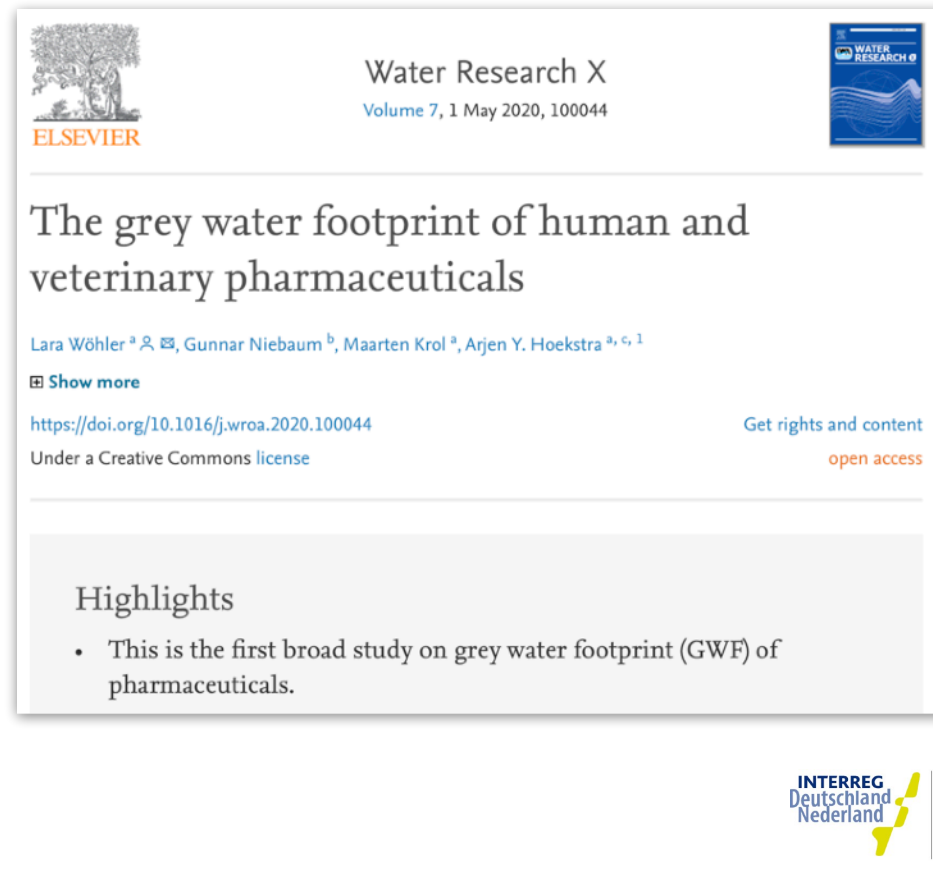 ELSEVIER
Water Research X
Volume 7, 1 May 2020, 100044
WATER
RESEARCH
The grey water footprint of human and
veterinary pharmaceuticals
Lara Wöhler a, Gunnar Niebaum b, Maarten Krol a, Arjen Y. Hoekstra a, c, 1
Show more
https://doi.org/10.1016/j.wroa.2020.100044
Get rights and content
Under a Creative Commons license
open access
Highlights
• This is the first broad study on grey water footprint (GWF) of
pharmaceuticals.
INTERREG
Deutschland
Nederland